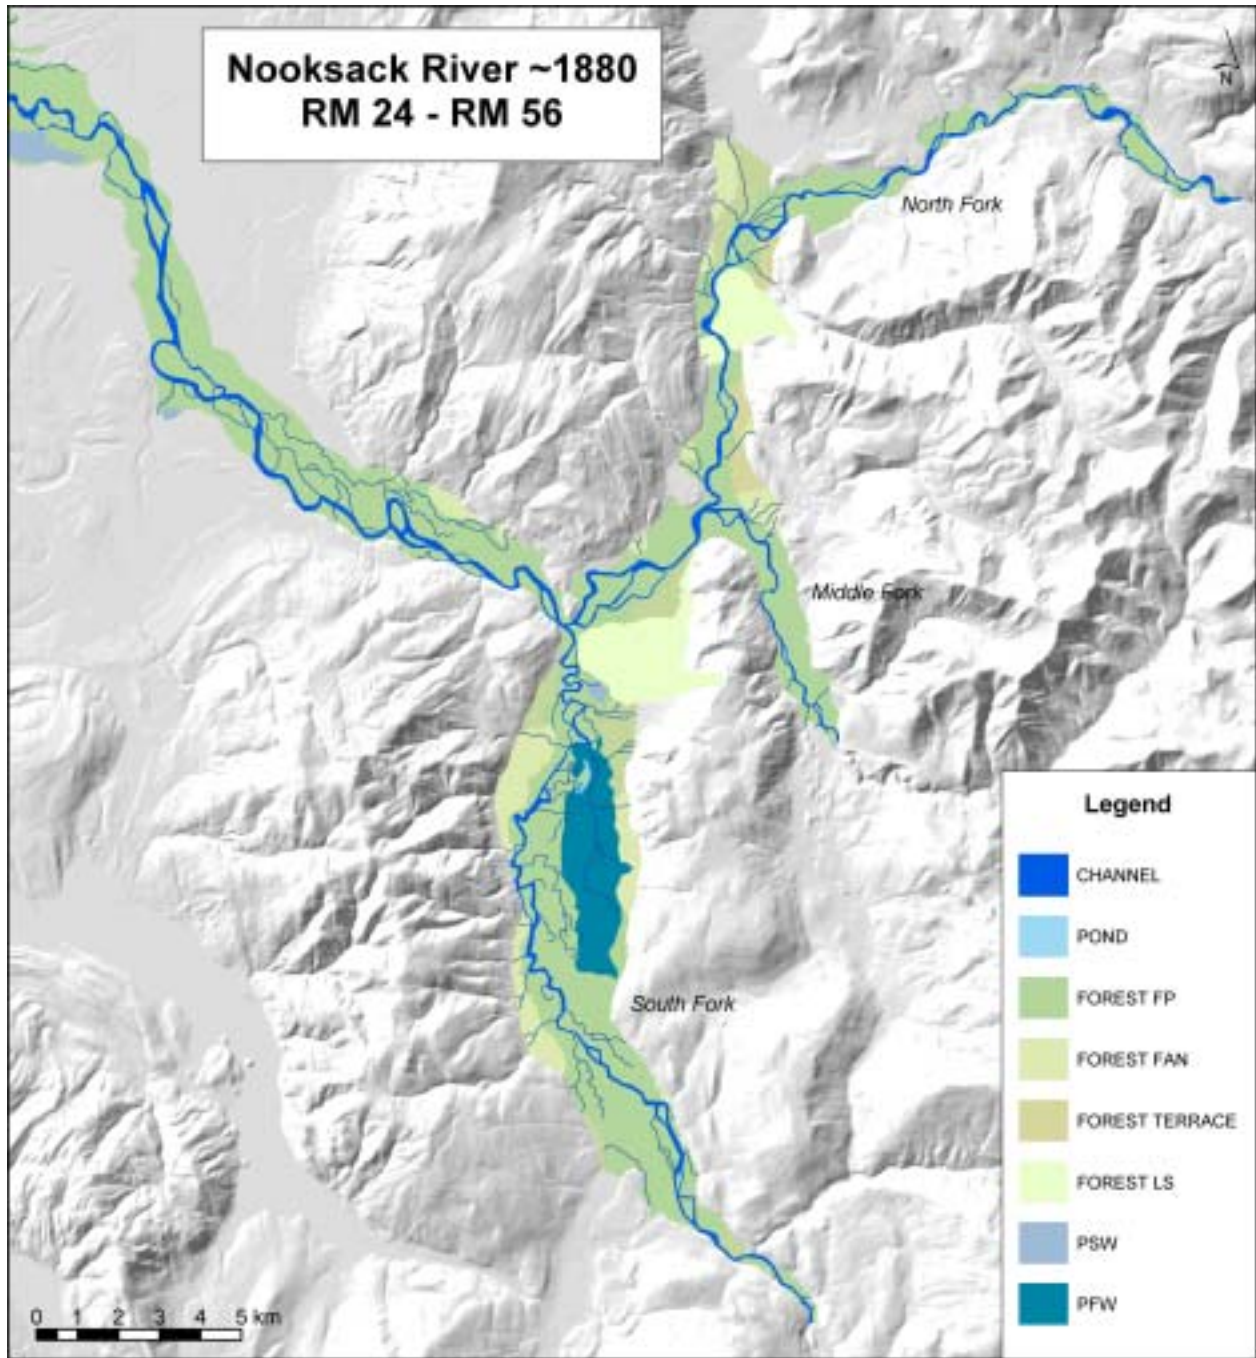 Nooksack River ~1880
RM 24 - RM 56
N
North Fork
Middle Fork
South Fork
Legend
CHANNEL
POND
FOREST FP
FOREST FAN
FOREST TERRACE
FOREST LS
PSW
PFW
0 1 2 3 4 5 km